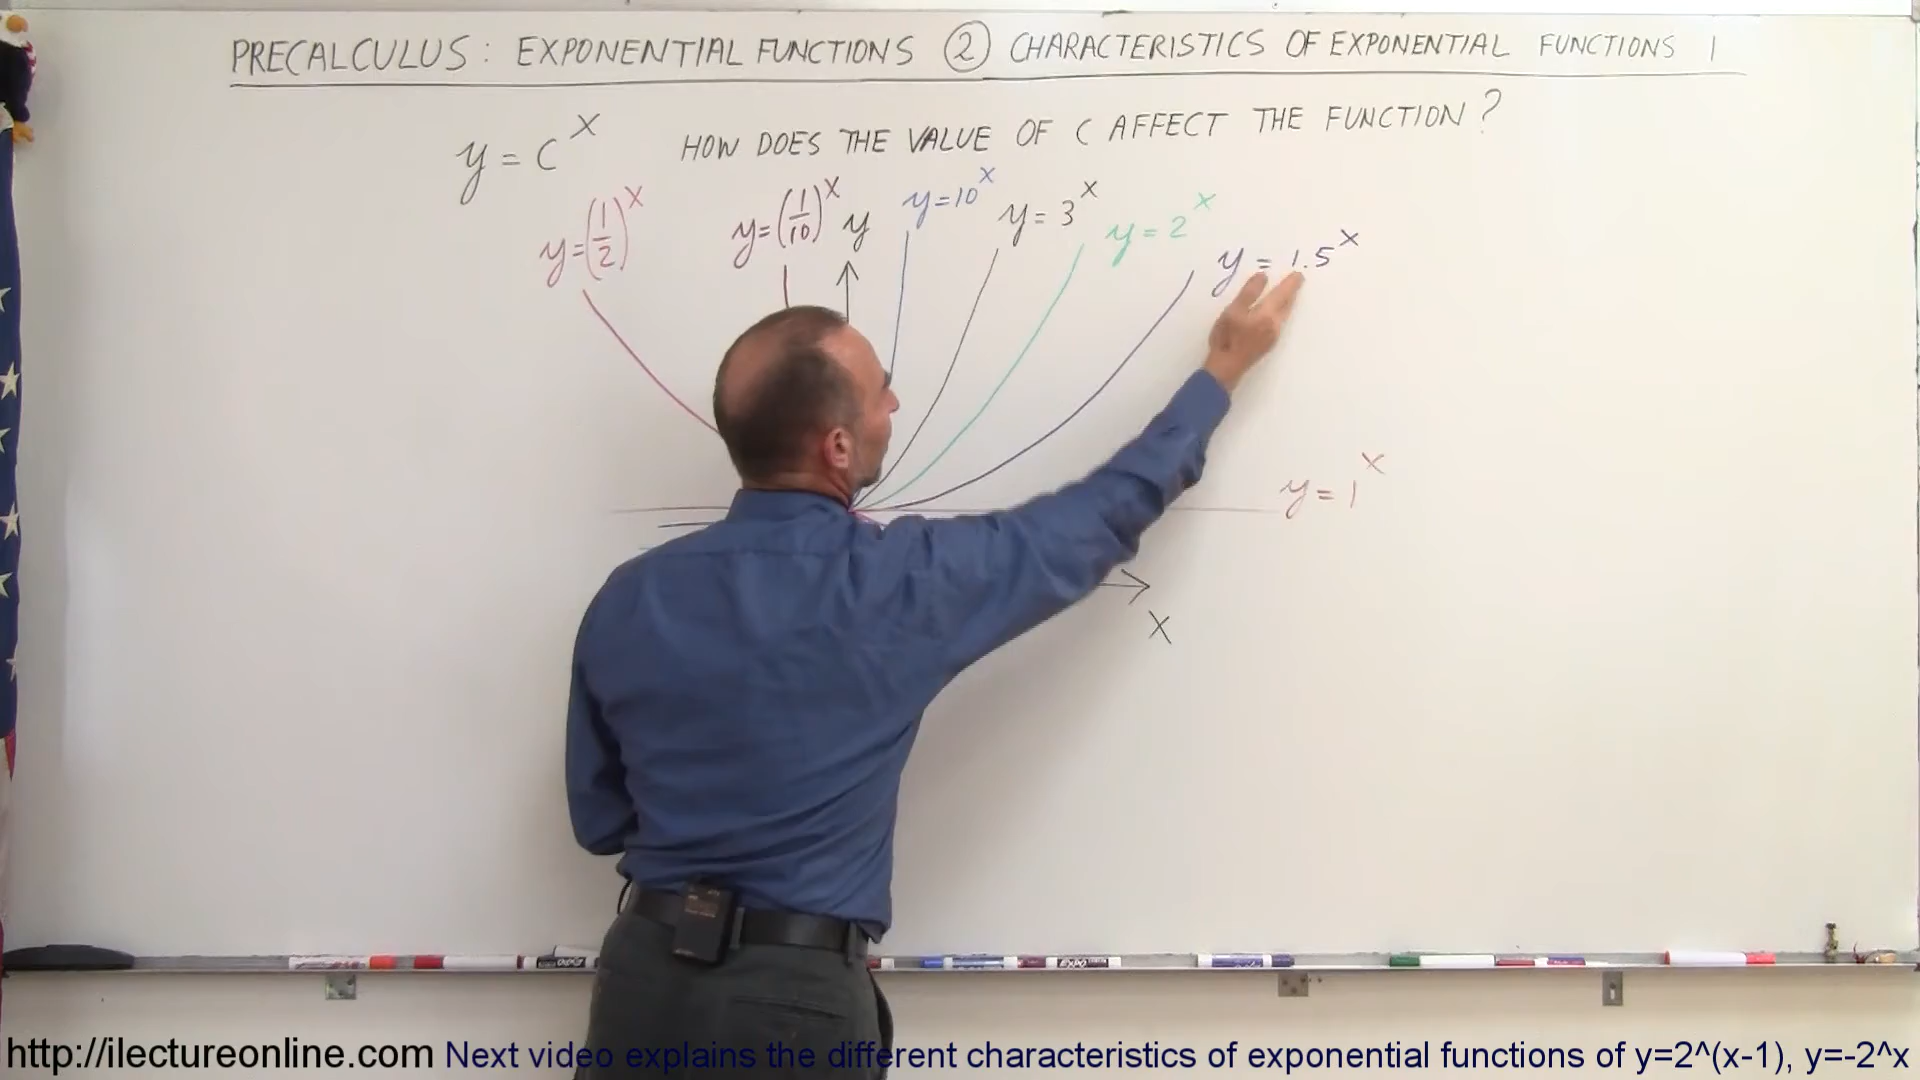 PRECALCULUS: EXPONENTIAL FUNCTIONS ② CHARACTERISTICS OF EXPONENTIAL FUNCTIONS 1
y = c^x HOW DOES THE VALUE OF C AFFECT THE FUNCTION?
y=(1/2)^x y=(1/10)^x y y=10^x y=3^x y=2^x y=1.5^x
y=1^x
x
EXPO EXPO
http://ilectureonline.com Next video explains the different characteristics of exponential functions of y=2^(x-1), y=-2^x